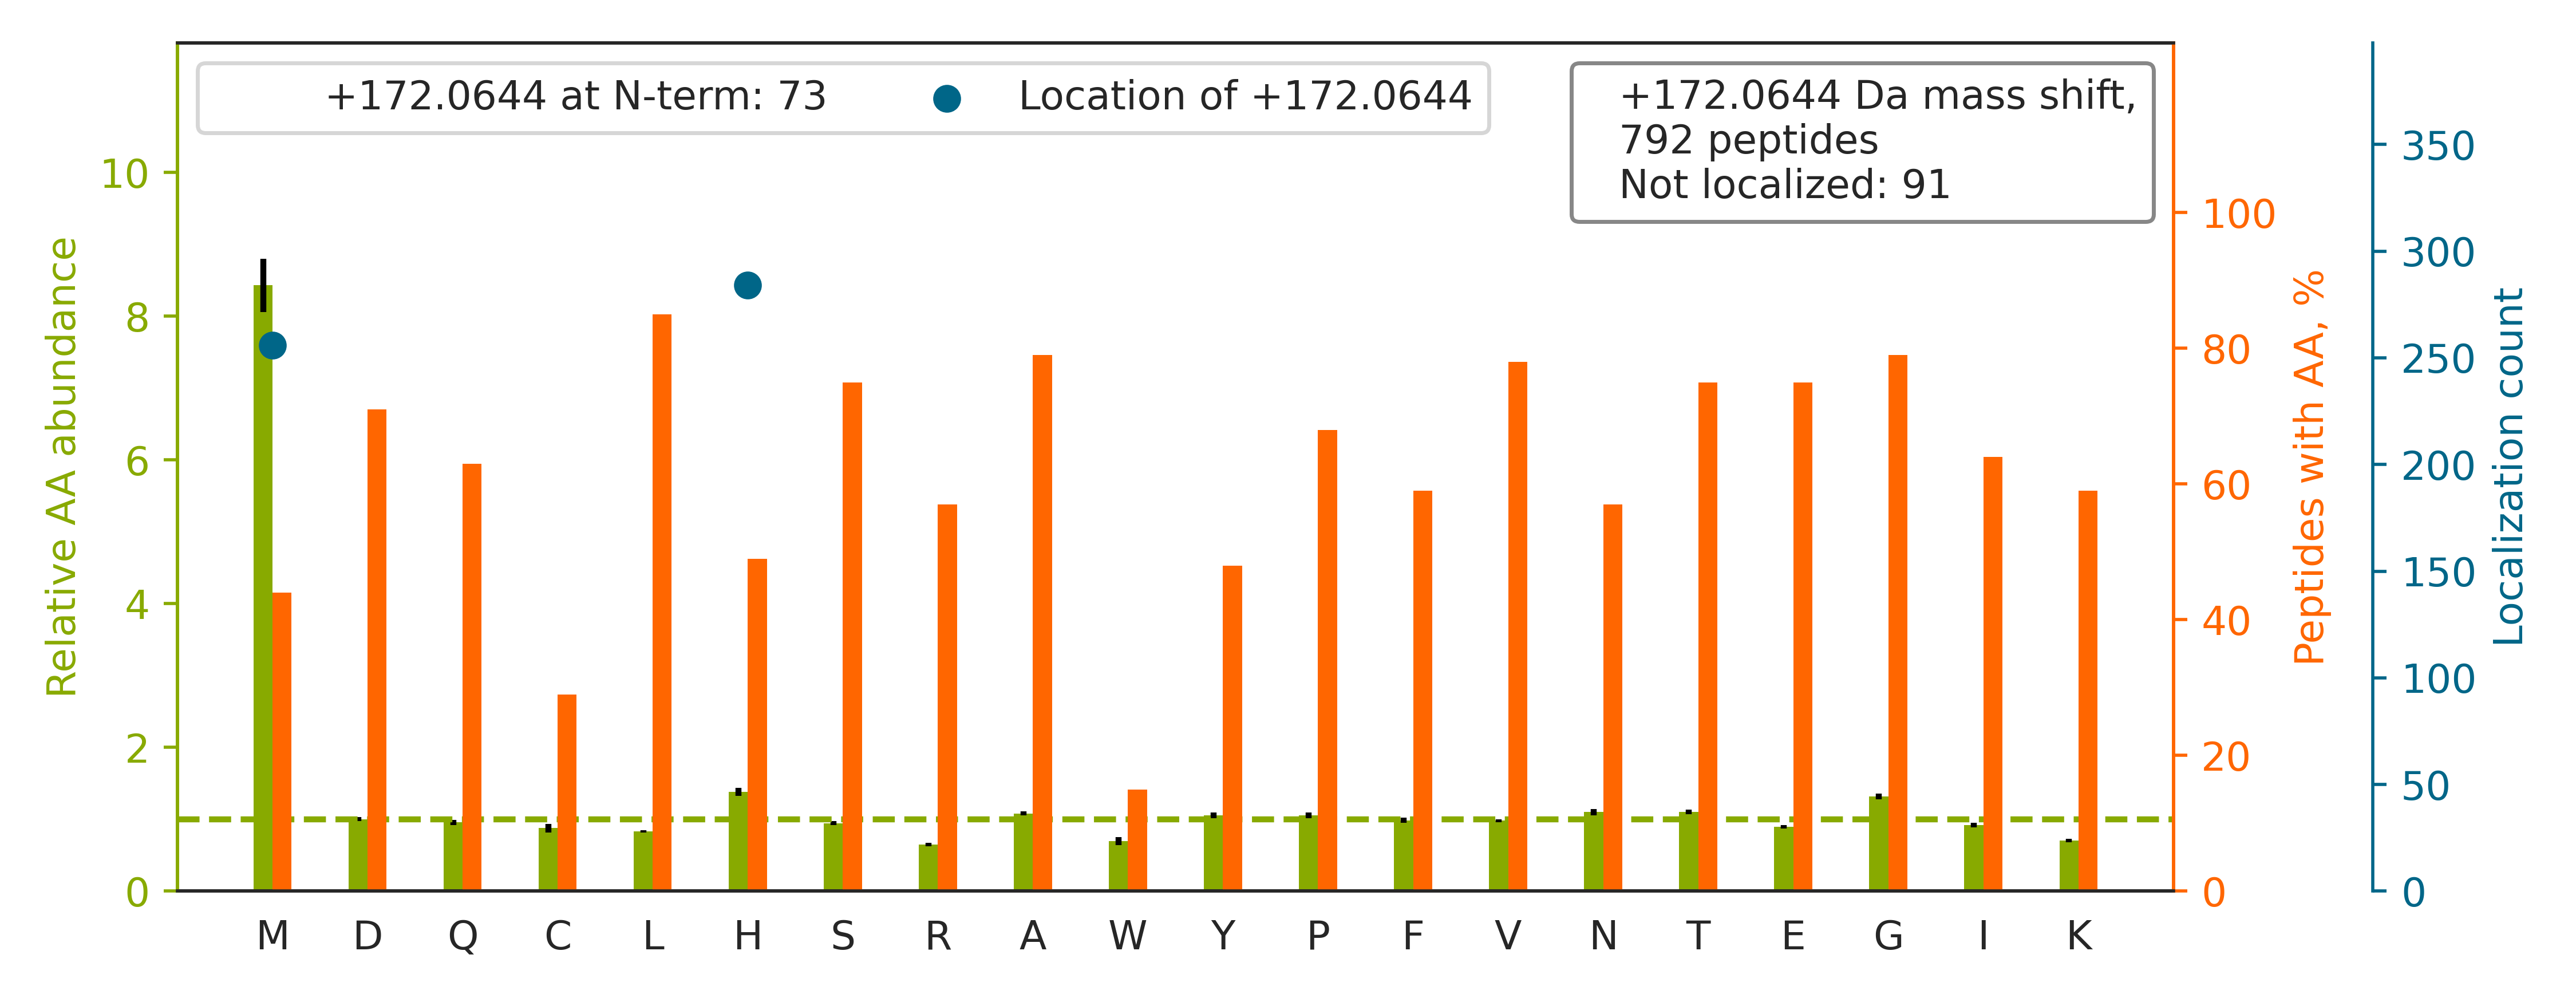 +172.0644 at N-term: 73
Location of +172.0644
+172.0644 Da mass shift,
792 peptides
Not localized: 91
Relative AA abundance
10
8
6
4
2
0
Peptides with AA, %
100
80
60
40
20
0
Localization count
350
300
250
200
150
100
50
0
M D Q C L H S R A W Y P F V N T E G I K